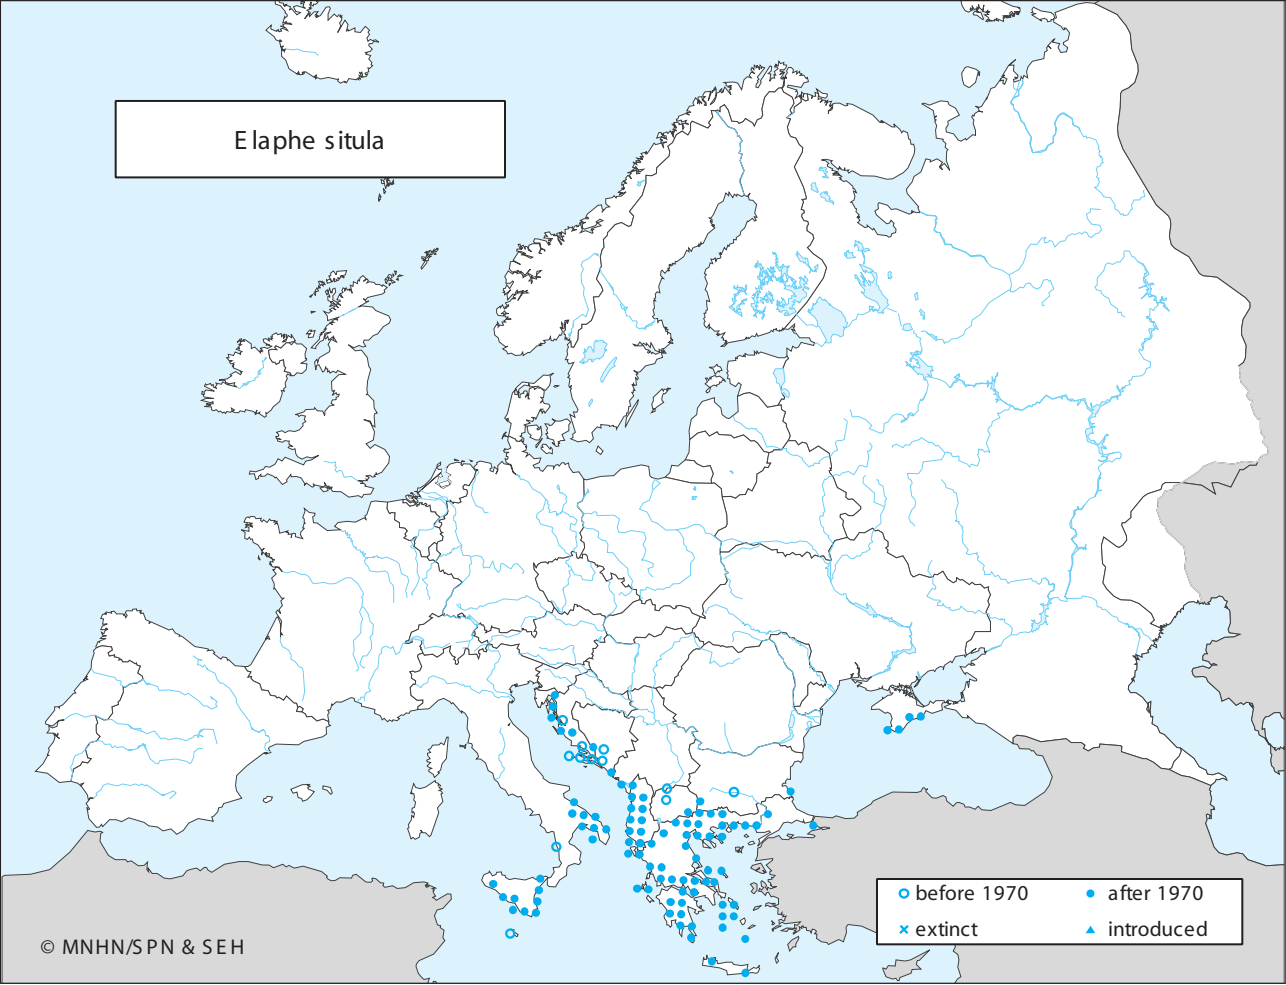 Elaphe situla
before 1970
after 1970
extinct
introduced
© MNHN/SPN & SEH